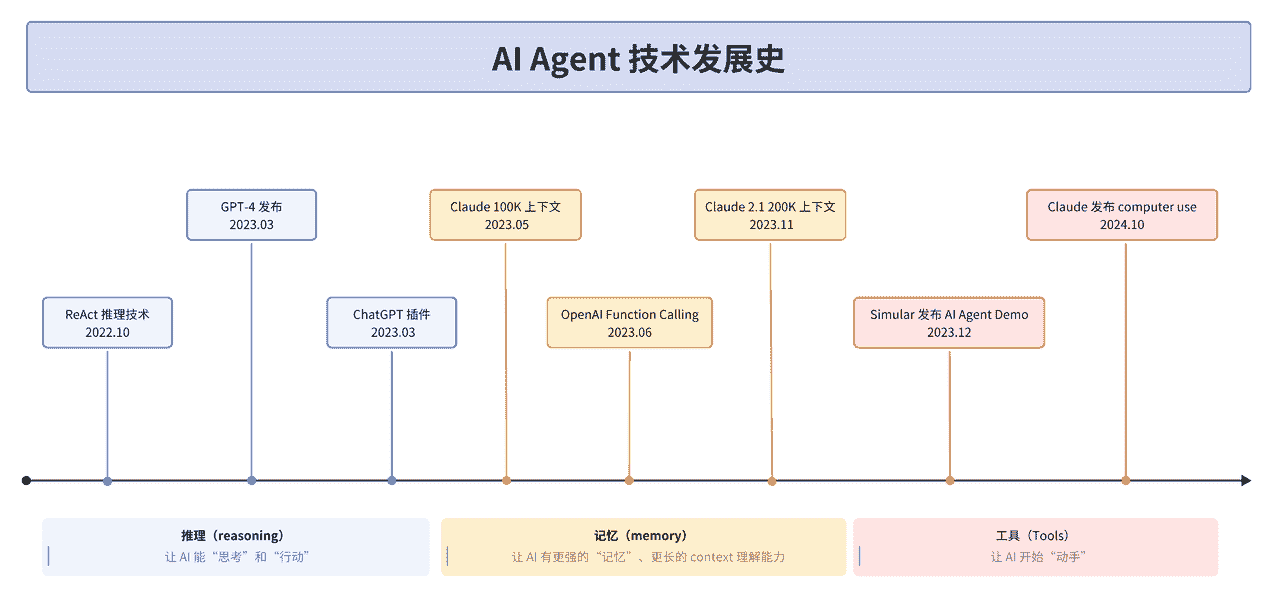 AI Agent 技术发展史
ReAct 推理技术
2022.10
GPT-4 发布
2023.03
ChatGPT 插件
2023.03
Claude 100K 上下文
2023.05
OpenAI Function Calling
2023.06
Claude 2.1 200K 上下文
2023.11
Simular 发布 AI Agent Demo
2023.12
Claude 发布 computer use
2024.10
推理（reasoning）
让 AI 能“思考”和“行动”
记忆（memory）
让 AI 有更强的“记忆”、更长的 context 理解能力
工具（Tools）
让 AI 开始“动手”